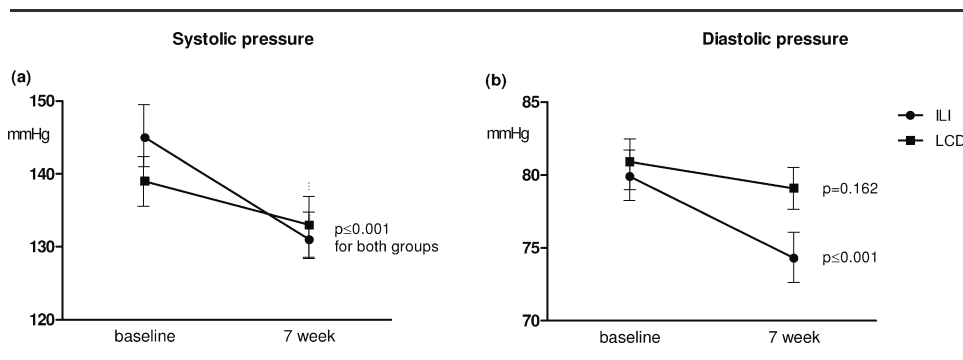 Systolic pressure
Diastolic pressure
(a)
(b)
150
mmHg
140
130
120
p≤0.001
for both groups
baseline
7 week
85
mmHg
80
75
70
p=0.162
p≤0.001
baseline
7 week
ILI
LCD